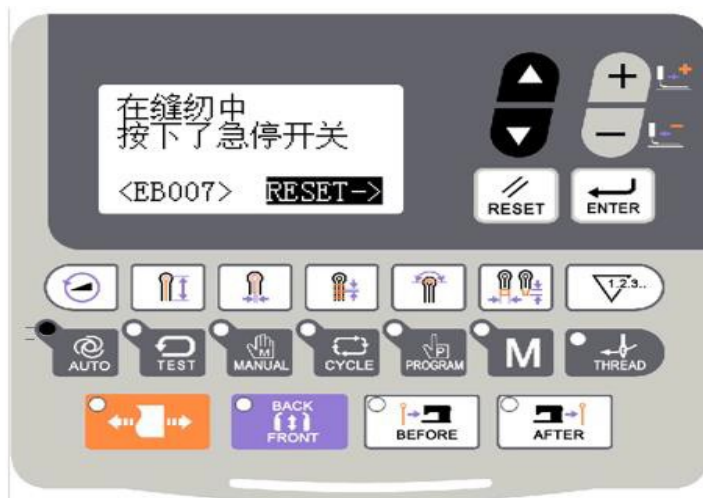 在缝纫中
按下了急停开关
<EB007> RESET->
RESET
ENTER
1.2.3..
AUTO
TEST
M
MANUAL
CYCLE
P
PROGRAM
M
THREAD
BACK
FRONT
BEFORE
AFTER